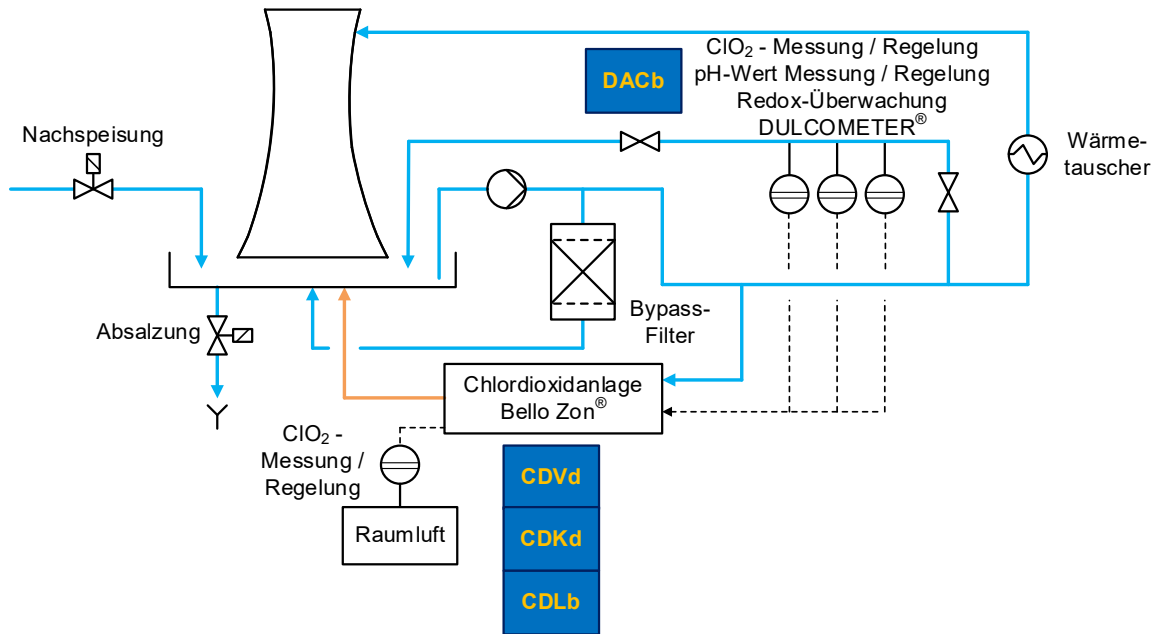 DACb
ClO₂ - Messung / Regelung
pH-Wert Messung / Regelung
Redox-Überwachung
DULCOMETER®
Nachspeisung
Wärme-
tauscher
Absalzung
Bypass-
Filter
Chlordioxidanlage
Bello Zon®
ClO₂ -
Messung /
Regelung
Raumluft
CDVd
CDKd
CDLb